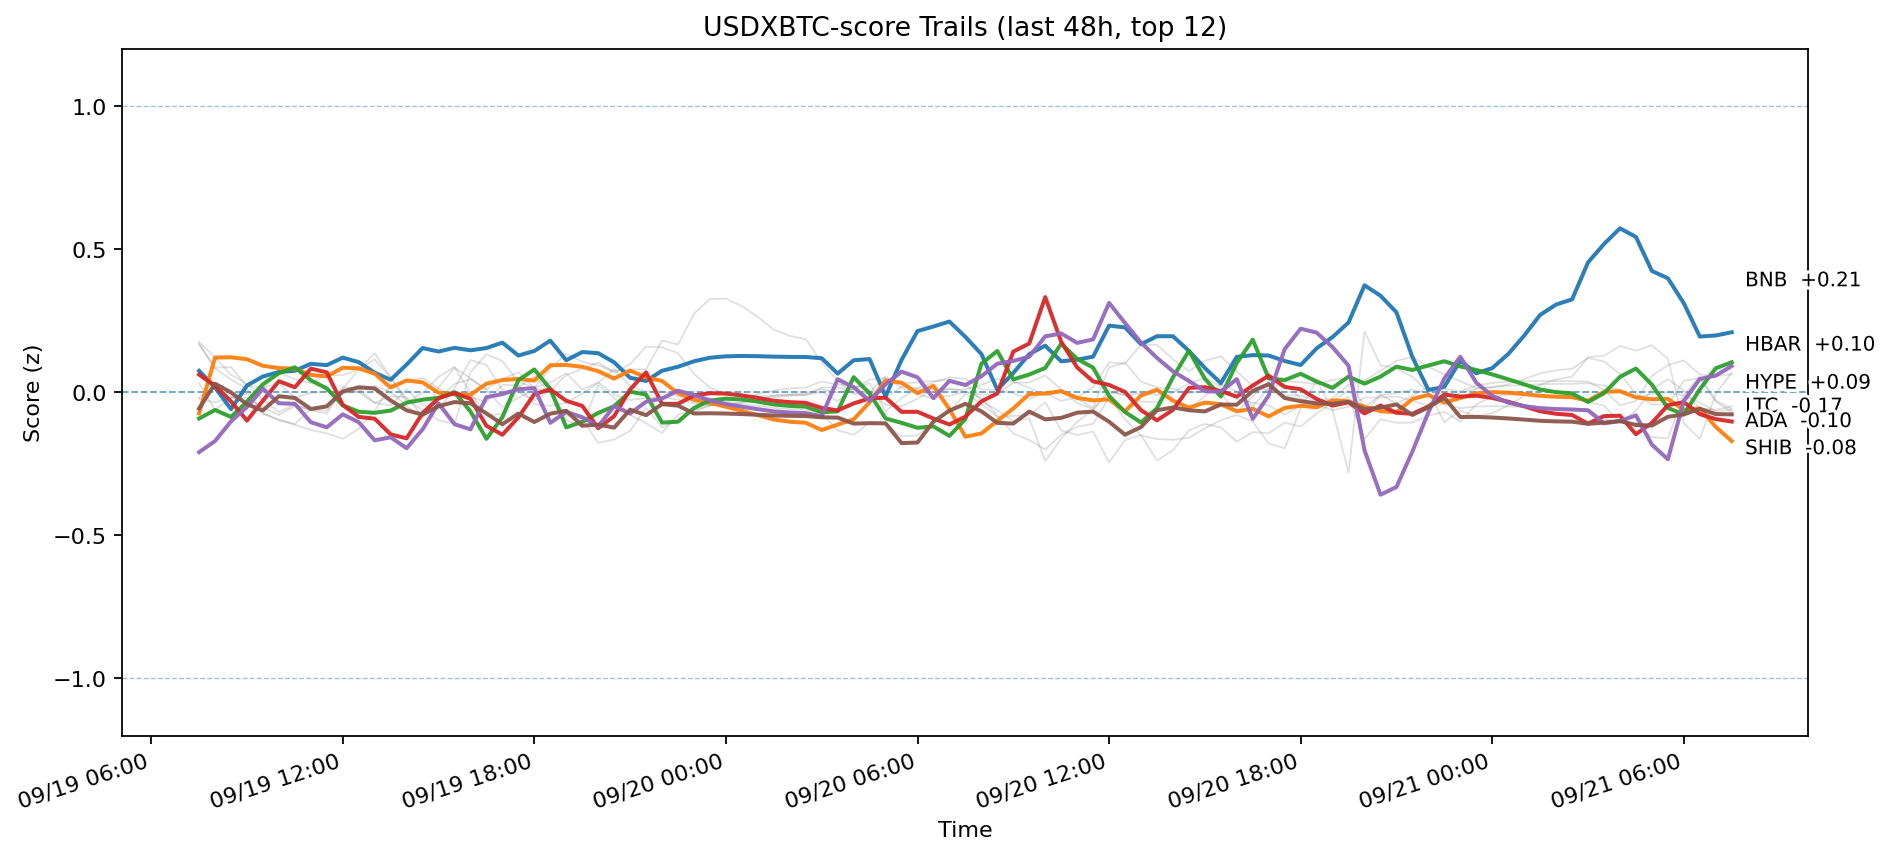 USDXBTC-score Trails (last 48h, top 12)
Score (z)
1.0
0.5
0.0
−0.5
−1.0
BNB +0.21
HBAR +0.10
HYPE +0.09
LTC -0.17
ADA -0.10
SHIB -0.08
09/19 06:00
09/19 12:00
09/19 18:00
09/20 00:00
09/20 06:00
09/20 12:00
09/20 18:00
09/21 00:00
09/21 06:00
Time